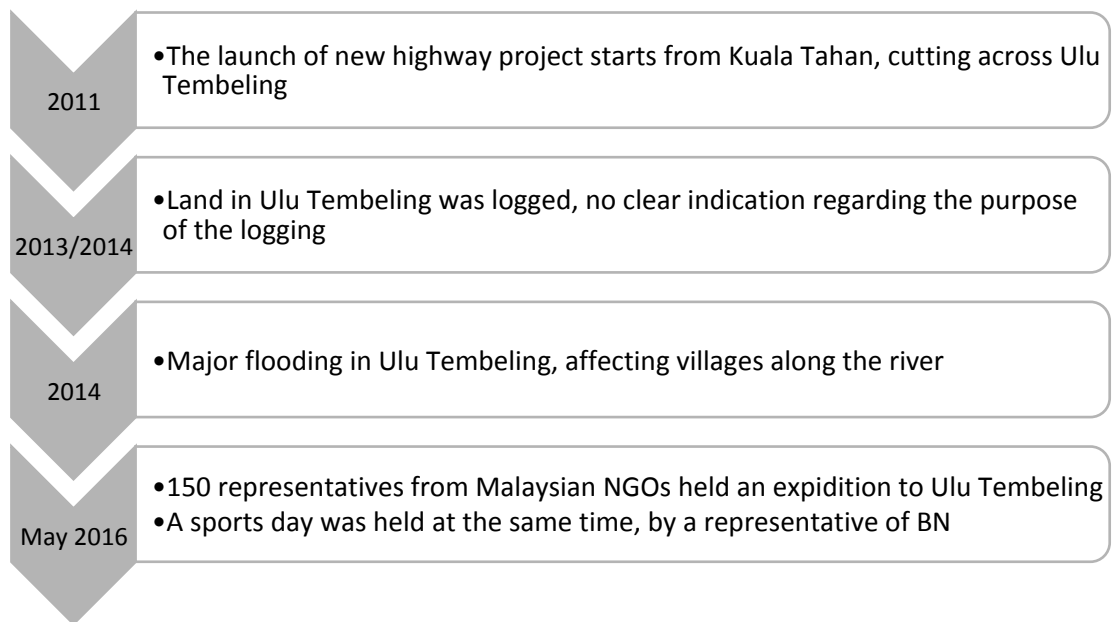 2011
•The launch of new highway project starts from Kuala Tahan, cutting across Ulu
Tembeling
2013/2014
•Land in Ulu Tembeling was logged, no clear indication regarding the purpose
of the logging
2014
•Major flooding in Ulu Tembeling, affecting villages along the river
May 2016
•150 representatives from Malaysian NGOs held an expidition to Ulu Tembeling
•A sports day was held at the same time, by a representative of BN